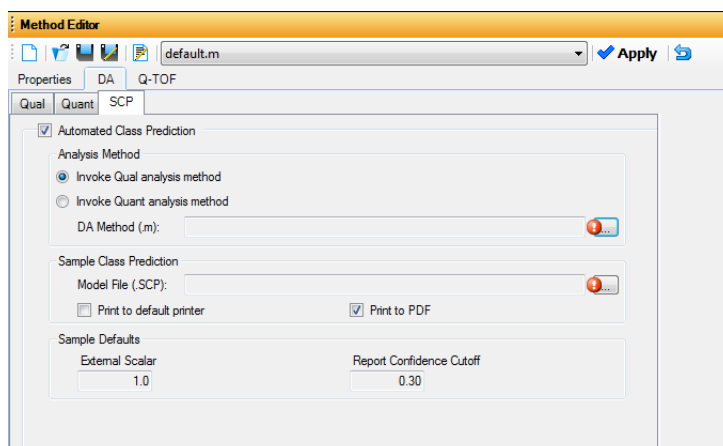 Method Editor
default.m
Apply
Properties DA Q-TOF
Qual Quant SCP
Automated Class Prediction
Analysis Method
Invoke Qual analysis method
Invoke Quant analysis method
DA Method (.m):
...
Sample Class Prediction
Model File (.SCP):
...
Print to default printer Print to PDF
Sample Defaults
External Scalar Report Confidence Cutoff
1.0 0.30